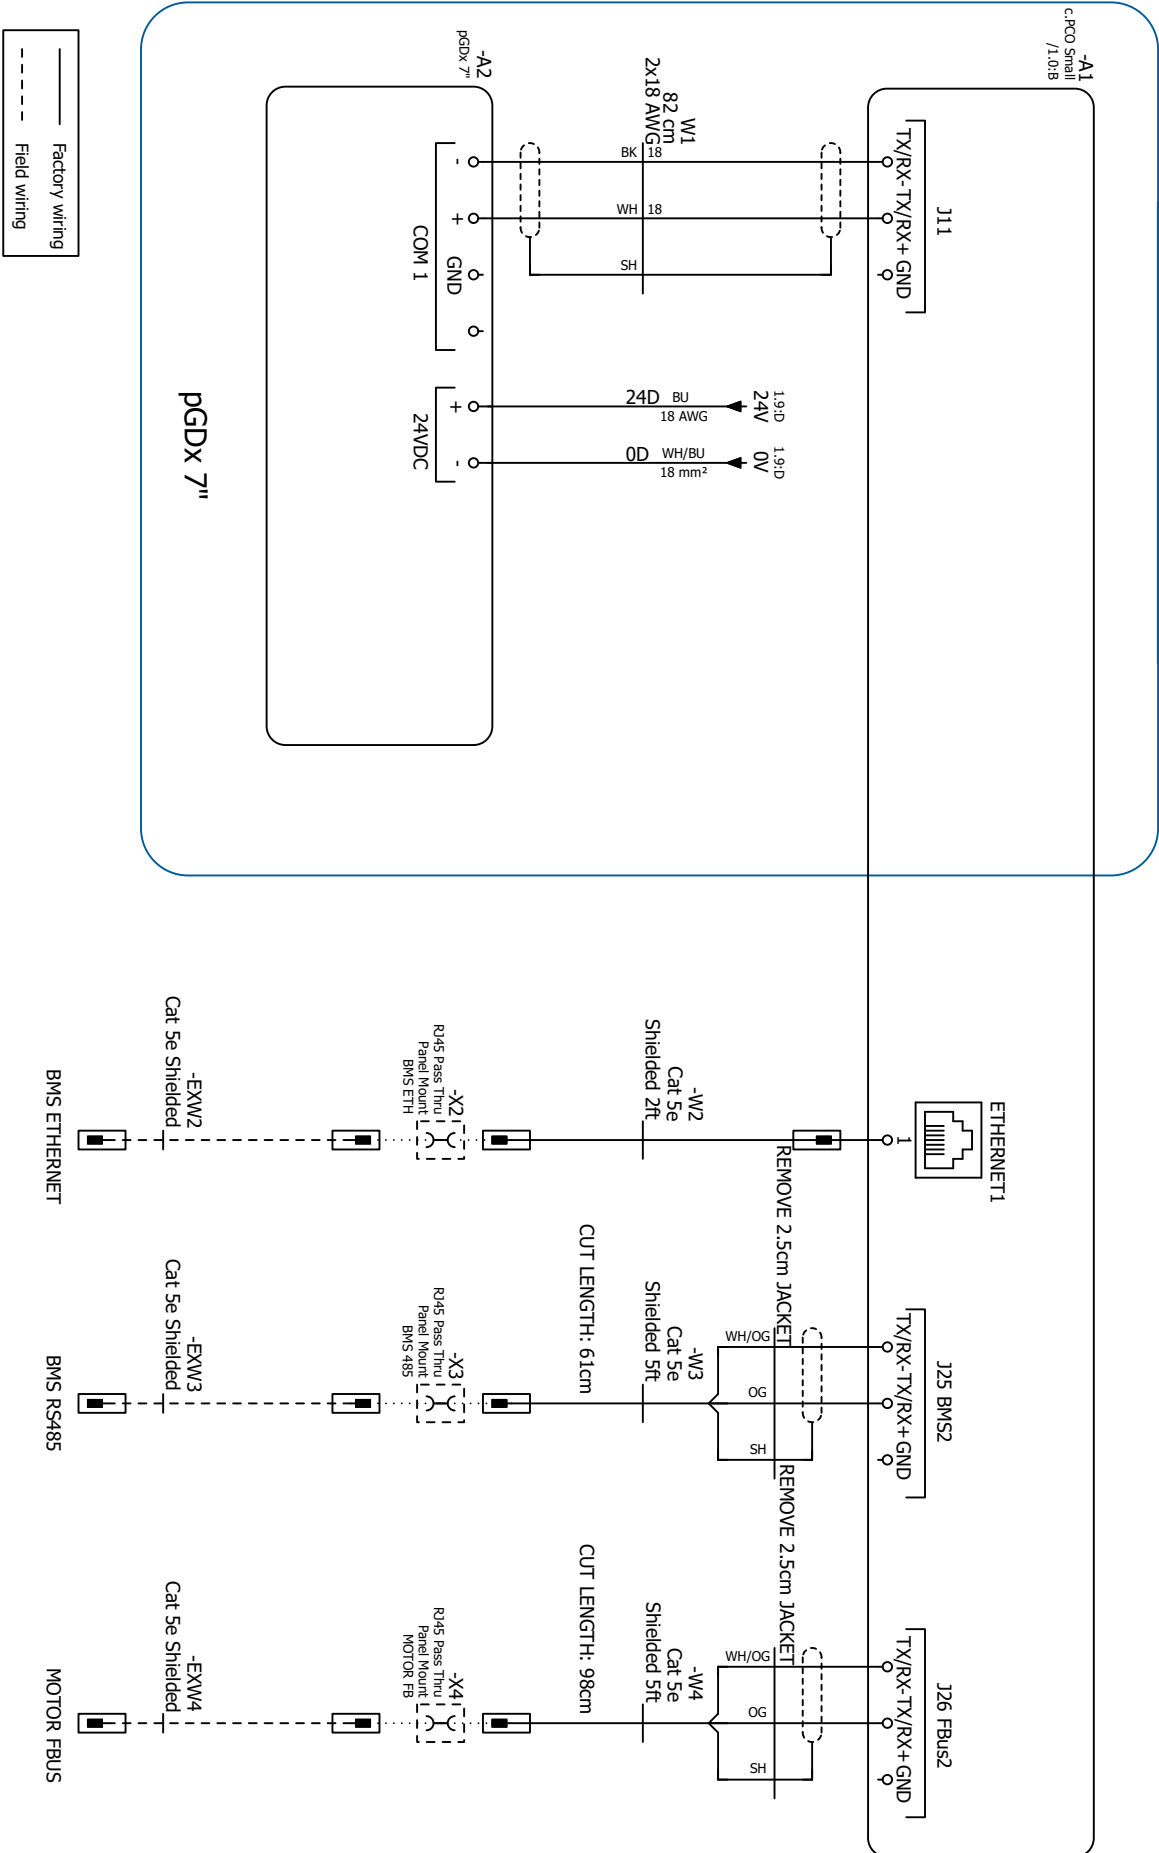 -A1
c.PCO Small
/1.0:B
J11
TX/RX-
TX/RX+
GND
W1
82 cm
2x18 AWG
BK
18
WH
18
SH
-A2
pGDx 7"
-
+
GND
COM 1
+
-
24VDC
1.9:D
24V
1.9:D
0V
24D
BU
18 AWG
0D
WH/BU
18 mm²
pGDx 7"
Factory wiring
Field wiring
ETHERNET1
1
-W2
Cat 5e
Shielded 2ft
-X2
RJ45 Pass Thru
Panel Mount
BMS ETH
-EXW2
Cat 5e Shielded
BMS ETHERNET
J25 BMS2
TX/RX-
TX/RX+
GND
REMOVE 2.5cm JACKET
WH/OG
OG
SH
-W3
Cat 5e
Shielded 5ft
CUT LENGTH: 61cm
-X3
RJ45 Pass Thru
Panel Mount
BMS 485
-EXW3
Cat 5e Shielded
BMS RS485
J26 FBus2
TX/RX-
TX/RX+
GND
REMOVE 2.5cm JACKET
WH/OG
OG
SH
-W4
Cat 5e
Shielded 5ft
CUT LENGTH: 98cm
-X4
RJ45 Pass Thru
Panel Mount
MOTOR FB
-EXW4
Cat 5e Shielded
MOTOR FBUS